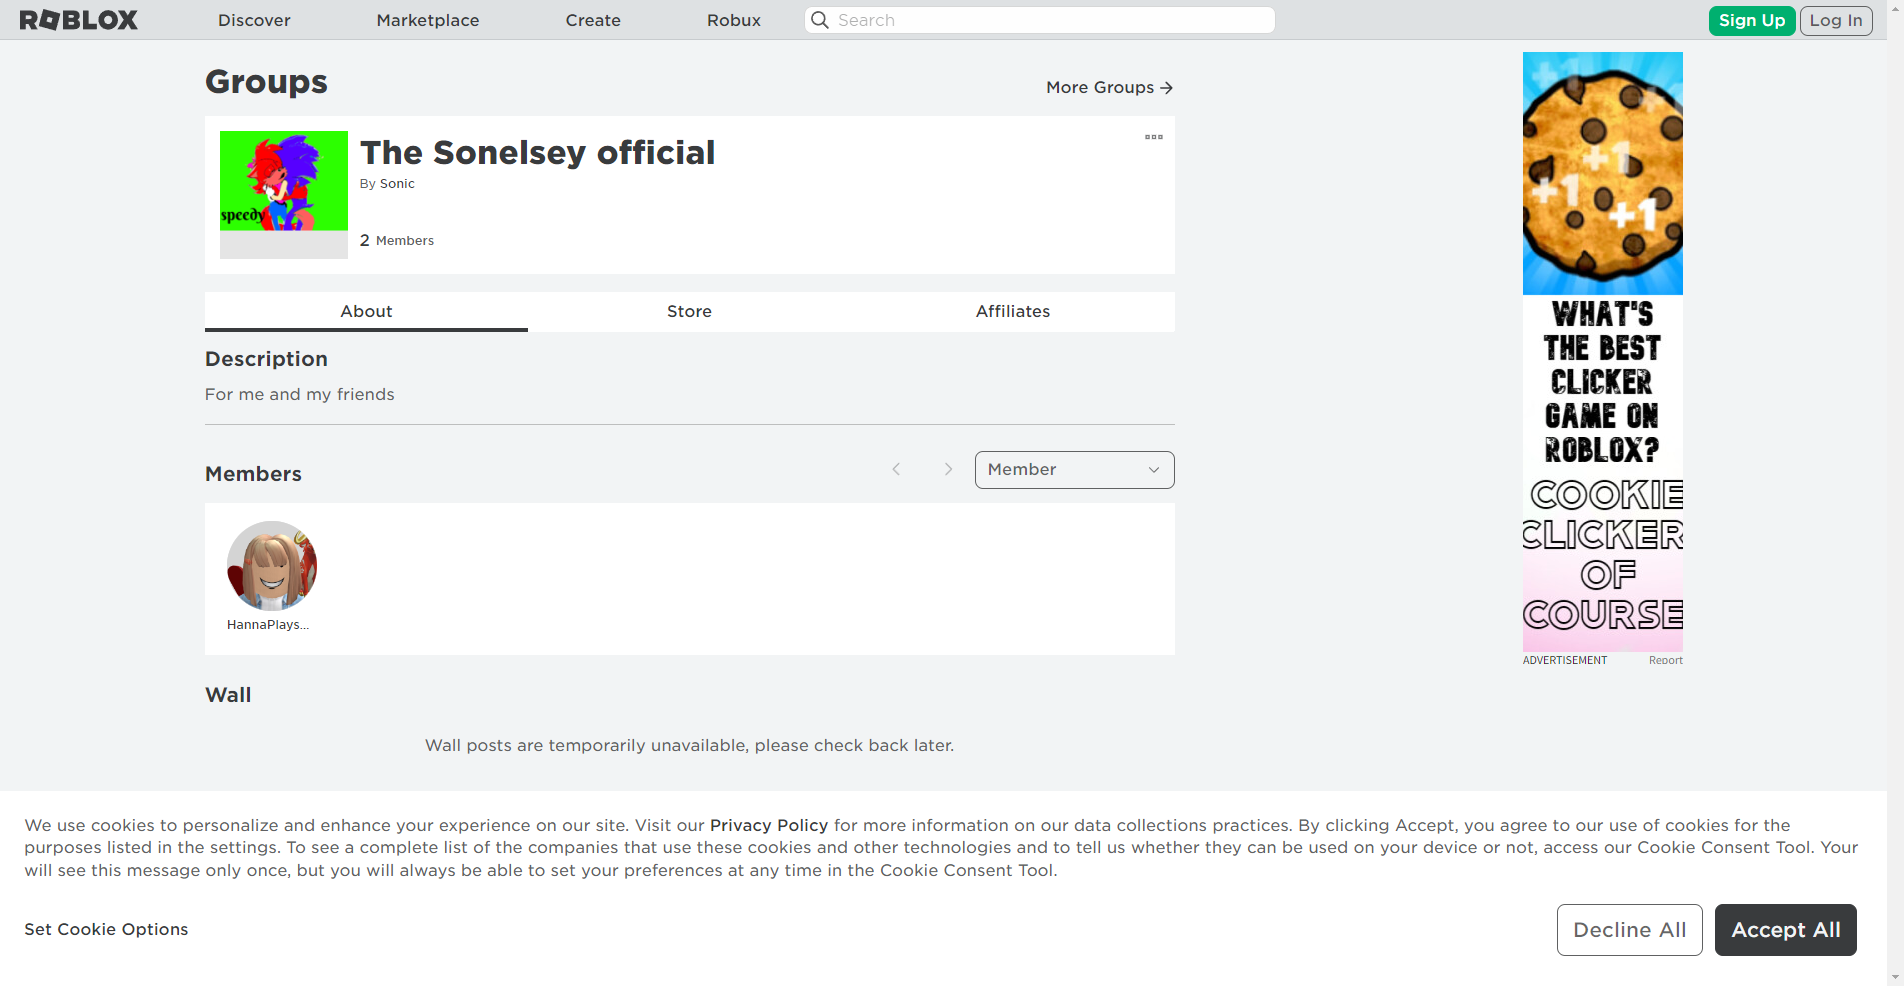 ROBLOX
Discover
Marketplace
Create
Robux
Search
Sign Up
Log In
Groups
More Groups
speedy
The Sonelsey official
By Sonic
2 Members
About
Store
Affiliates
Description
For me and my friends
Members
Member
HannaPlays...
Wall
Wall posts are temporarily unavailable, please check back later.
+1
+1
+1
+1
WHAT'S
THE BEST
CLICKER
GAME ON
ROBLOX?
COOKIE
CLICKER
OF
COURSE
ADVERTISEMENT
Report
We use cookies to personalize and enhance your experience on our site. Visit our Privacy Policy for more information on our data collections practices. By clicking Accept, you agree to our use of cookies for the
purposes listed in the settings. To see a complete list of the companies that use these cookies and other technologies and to tell us whether they can be used on your device or not, access our Cookie Consent Tool. Your
will see this message only once, but you will always be able to set your preferences at any time in the Cookie Consent Tool.
Set Cookie Options
Decline All
Accept All